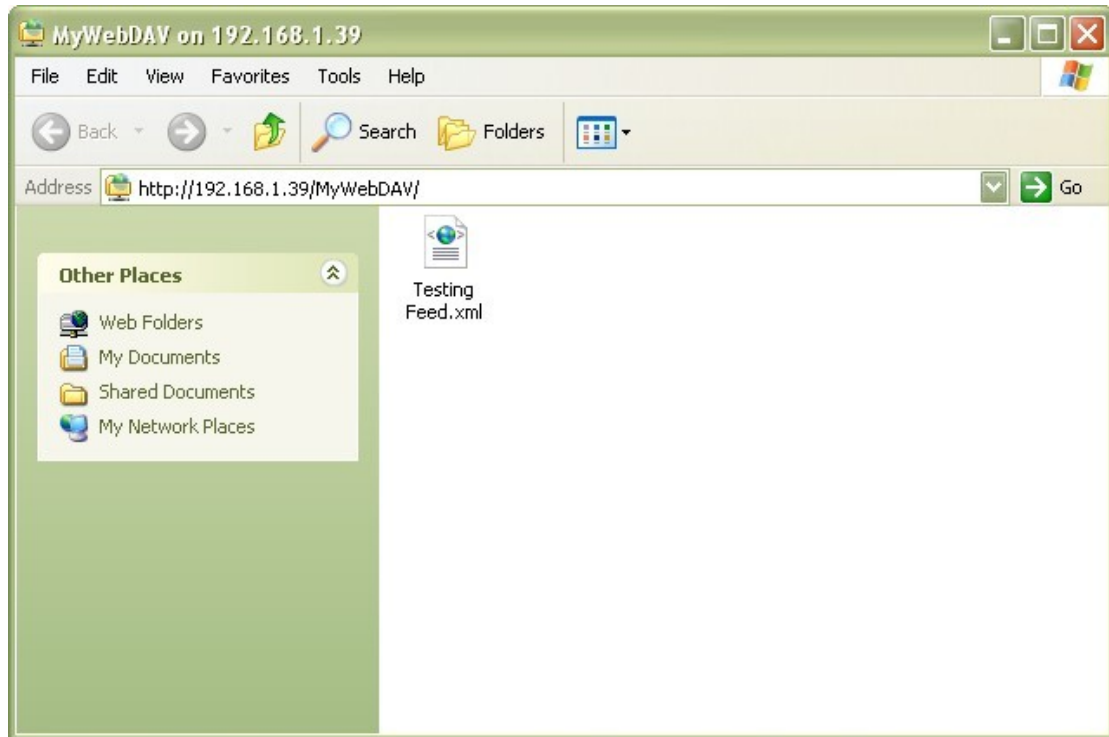 MyWebDAV on 192.168.1.39
File Edit View Favorites Tools Help
Back Search Folders
Address http://192.168.1.39/MyWebDAV/ Go
Other Places
Web Folders
My Documents
Shared Documents
My Network Places
Testing
Feed.xml